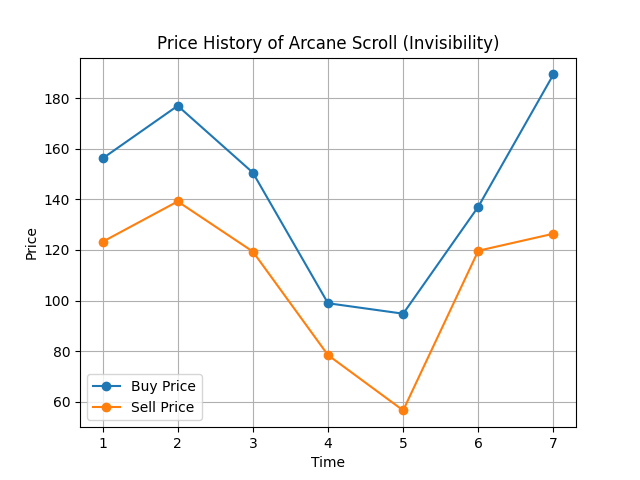 Price History of Arcane Scroll (Invisibility)
Price
180
160
140
120
100
80
60
Buy Price
Sell Price
1 2 3 4 5 6 7
Time